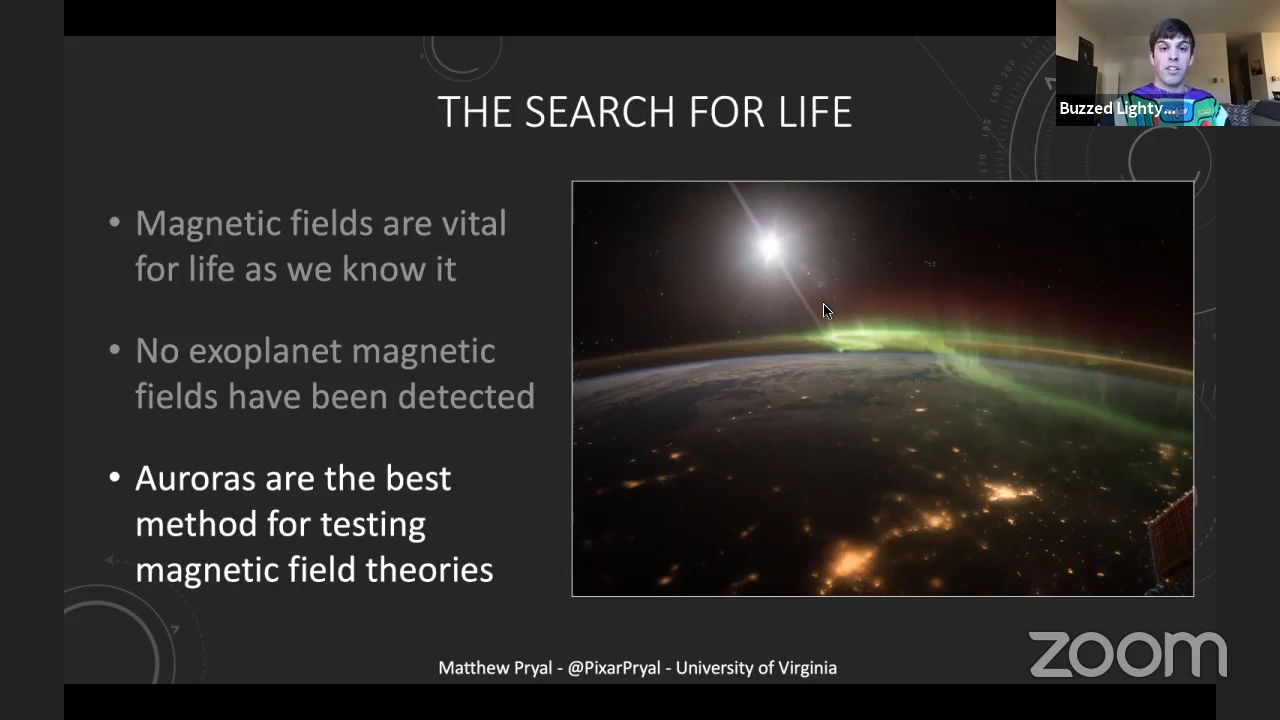 THE SEARCH FOR LIFE
Buzzed Lighty...
• Magnetic fields are vital
for life as we know it
• No exoplanet magnetic
fields have been detected
• Auroras are the best
method for testing
magnetic field theories
Matthew Pryal - @PixarPryal - University of Virginia
zoom